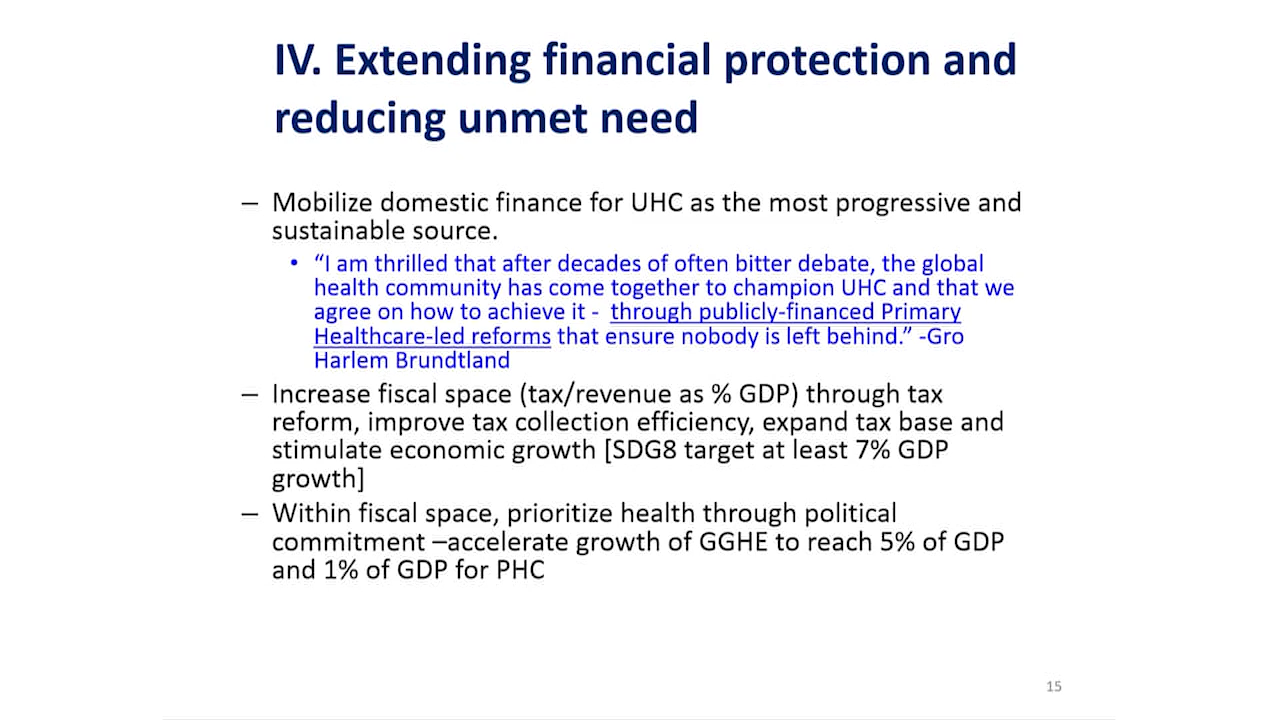 IV. Extending financial protection and
reducing unmet need
– Mobilize domestic finance for UHC as the most progressive and
sustainable source.
• “I am thrilled that after decades of often bitter debate, the global
health community has come together to champion UHC and that we
agree on how to achieve it - through publicly-financed Primary
Healthcare-led reforms that ensure nobody is left behind.” -Gro
Harlem Brundtland
– Increase fiscal space (tax/revenue as % GDP) through tax
reform, improve tax collection efficiency, expand tax base and
stimulate economic growth [SDG8 target at least 7% GDP
growth]
– Within fiscal space, prioritize health through political
commitment –accelerate growth of GGHE to reach 5% of GDP
and 1% of GDP for PHC
15